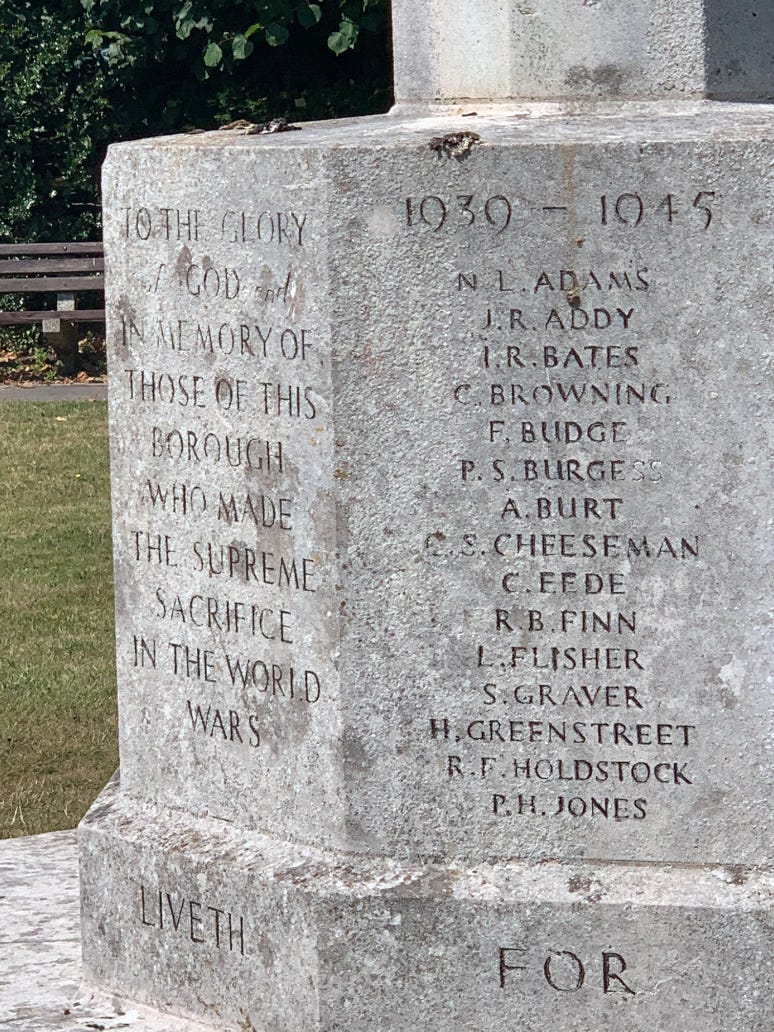 TO THE GLORY
of GOD and
IN MEMORY OF
THOSE OF THIS
BOROUGH
WHO MADE
THE SUPREME
SACRIFICE
IN THE WORLD
WARS
LIVETH
1939 - 1945
N. L. ADAMS
J. R. ADDY
I. R. BATES
C. BROWNING
F. BUDGE
P. S. BURGESS
A. BURT
C. S. CHEESEMAN
C. EEDE
R. B. FINN
L. FLISHER
S. GRAVER
H. GREENSTREET
R. F. HOLDSTOCK
P. H. JONES
FOR